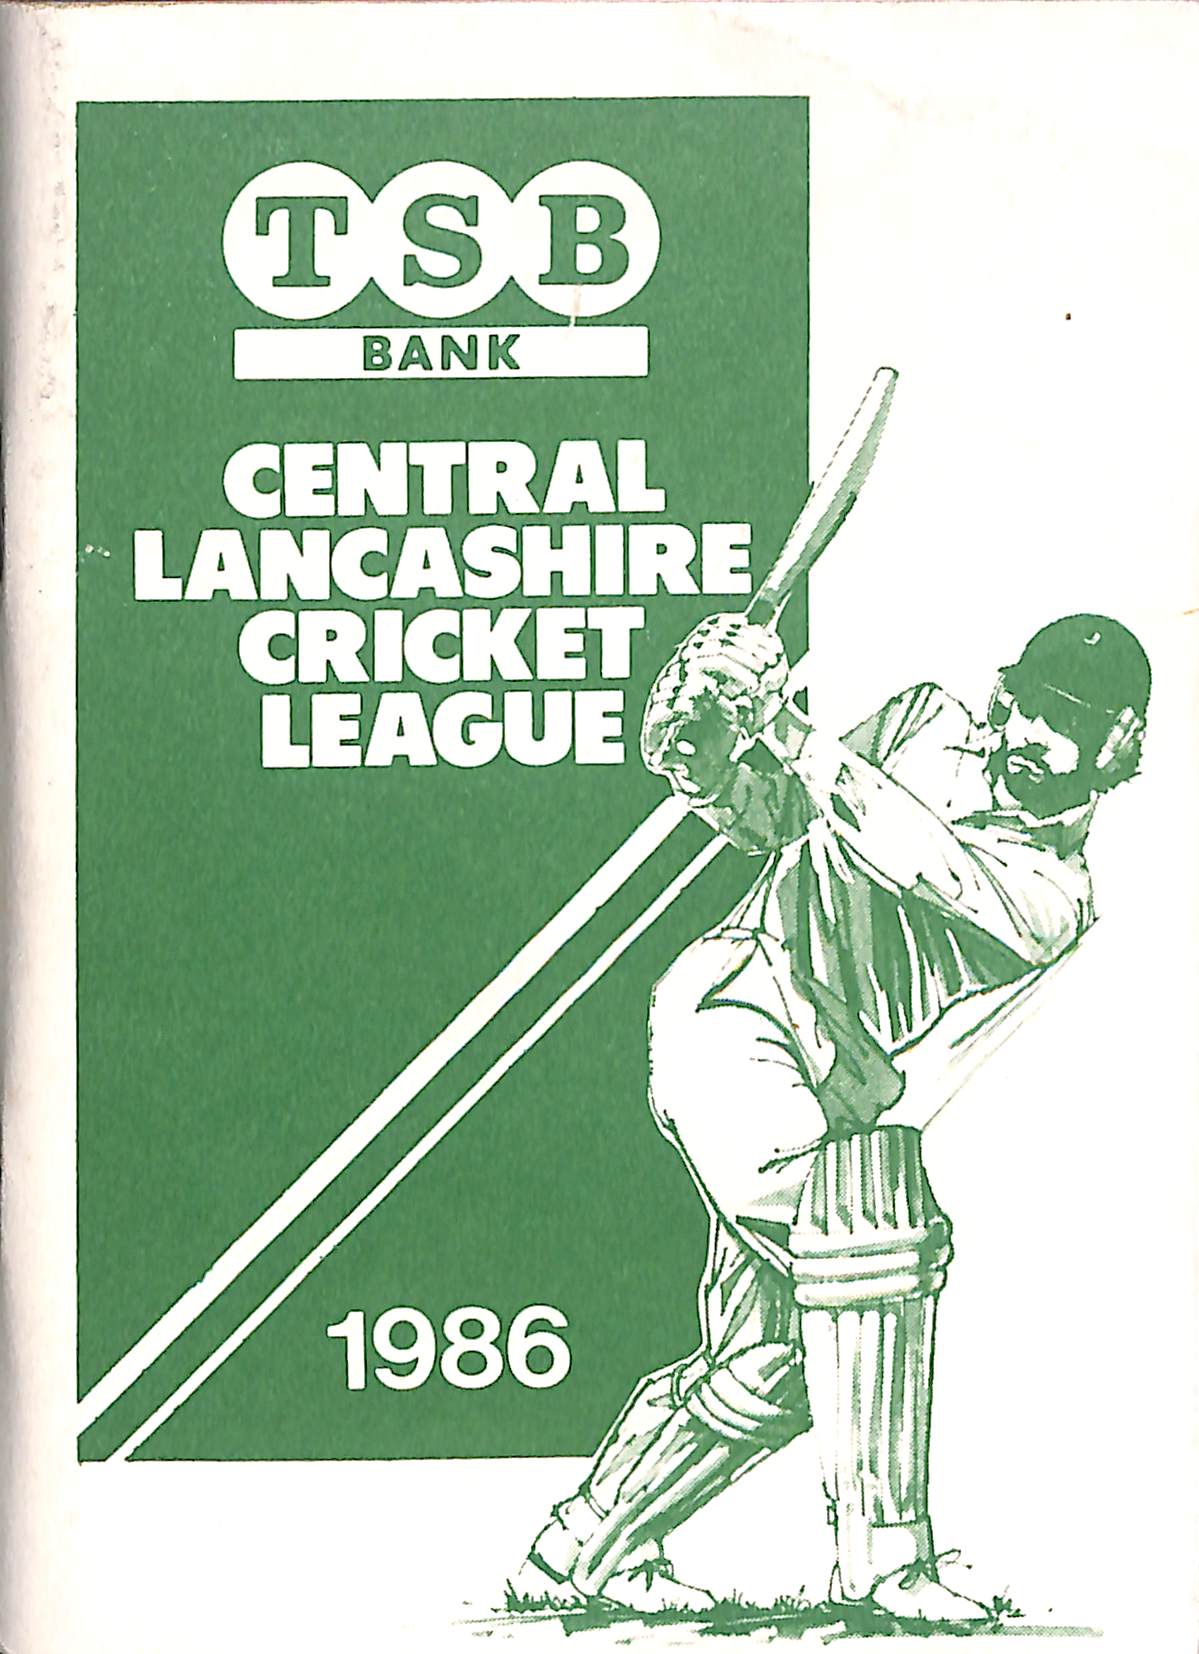 TSB
BANK
CENTRAL
LANCASHIRE
CRICKET
LEAGUE
1986